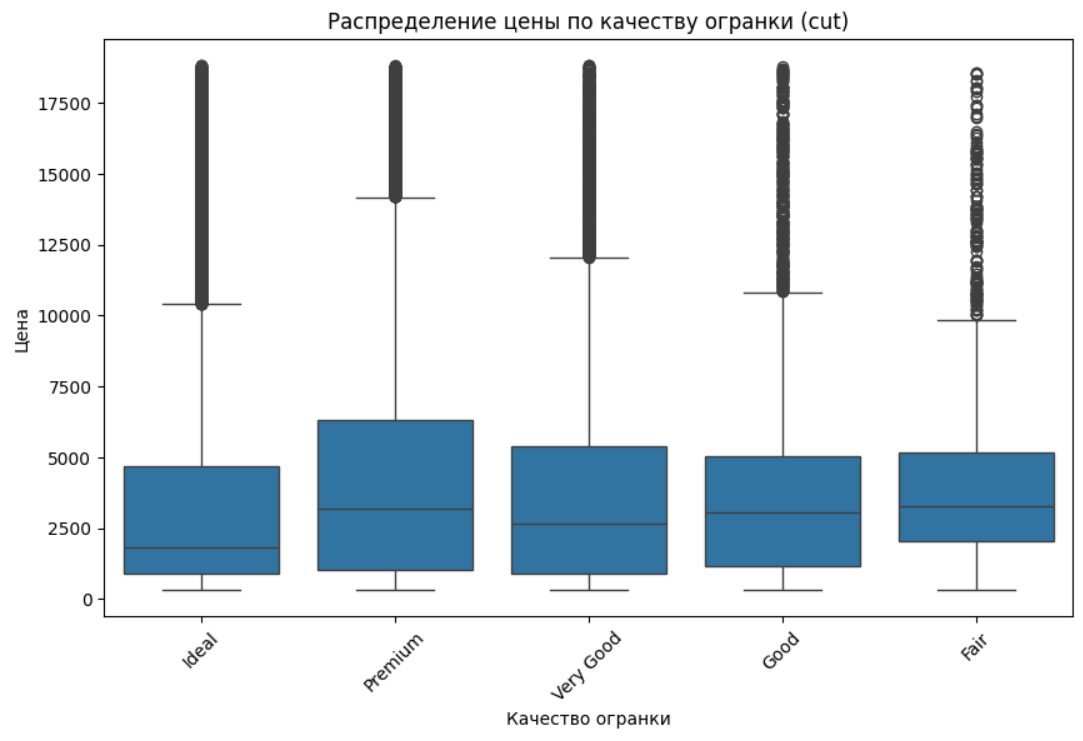 Распределение цены по качеству огранки (cut)
17500
15000
12500
10000
7500
5000
2500
0
Цена
Ideal
Premium
Very Good
Good
Fair
Качество огранки